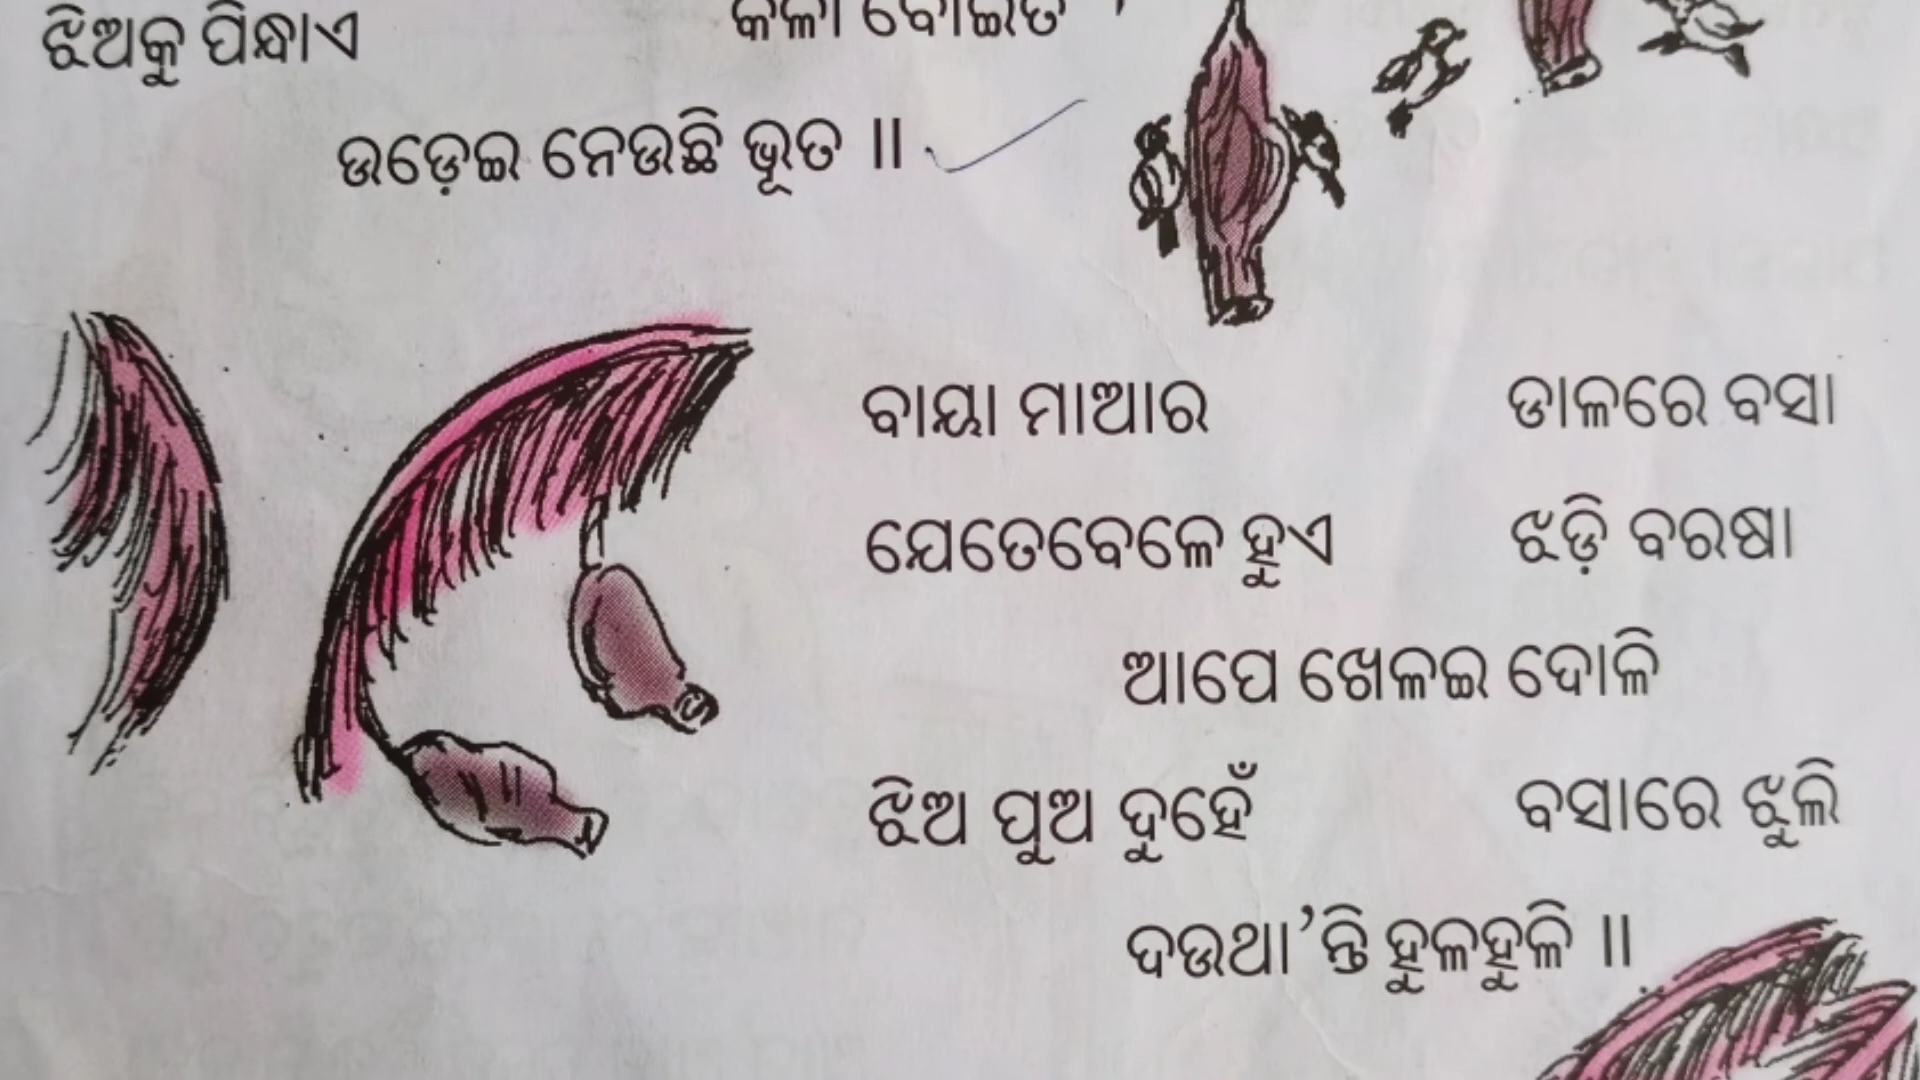 ଝିଅକୁ ପିନ୍ଧାଏ
ଉଡ଼େଇ ନେଉଛି ଭୂତ ॥
ବାୟା ମାଆର ଡାଳରେ ବସା
ଯେତେବେଳେ ହୁଏ ଝଡ଼ି ବରଷା
ଆପେ ଖେଳଇ ଦୋଳି
ଝିଅ ପୁଅ ଦୁହେଁ ବସାରେ ଝୁଲି
ଦଉଥା’ନ୍ତି ହୁଳହୁଳି ॥